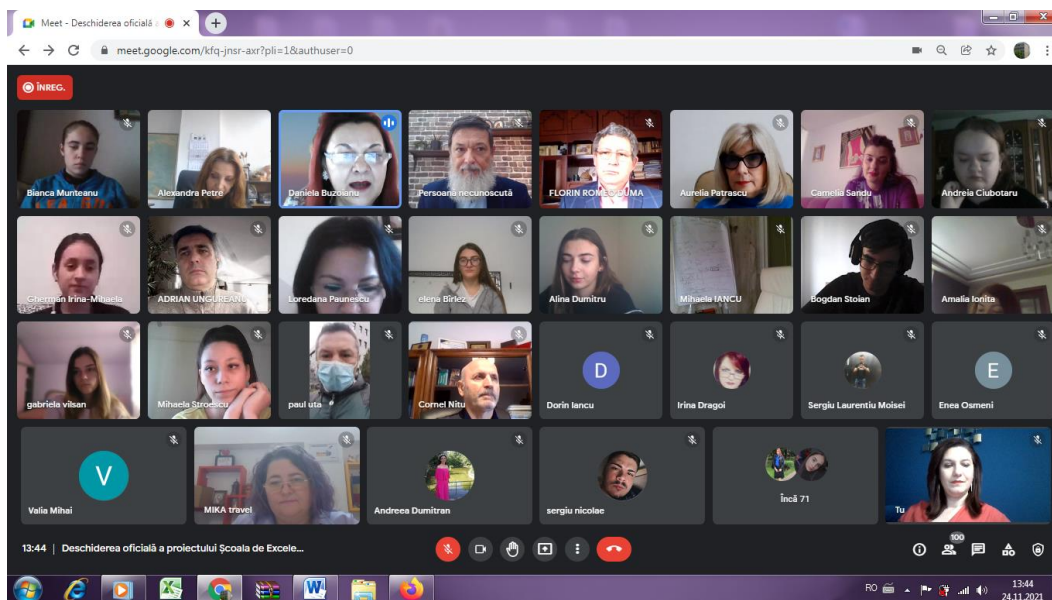 Meet - Deschiderea oficială a
meet.google.com/kfq-jnsr-axr?pli=1&authuser=0
ÎNREG.
Bianca Munteanu
Alexandra Petre
Daniela Buzoianu
Persoană necunoscută
FLORIN ROMEO DUMA
Aurelia Patrascu
Camelia Sandu
Andreia Ciubotaru
Gherman Irina-Mihaela
ADRIAN UNGUREANU
Loredana Paunescu
elena Bîrlez
Alina Dumitru
Mihaela IANCU
Bogdan Stoian
Amalia Ionita
gabriela vilsan
Mihaela Stroescu
paul uta
Cornel Nitu
D
Dorin Iancu
Irina Dragoi
Sergiu Laurentiu Moisei
E
Enea Osmeni
V
Valia Mihai
MIKA travel
Andreea Dumitran
sergiu nicolae
Încă 71
Tu
13:44 | Deschiderea oficială a proiectului Școala de Excele...
100
RO
13:44
24.11.2021